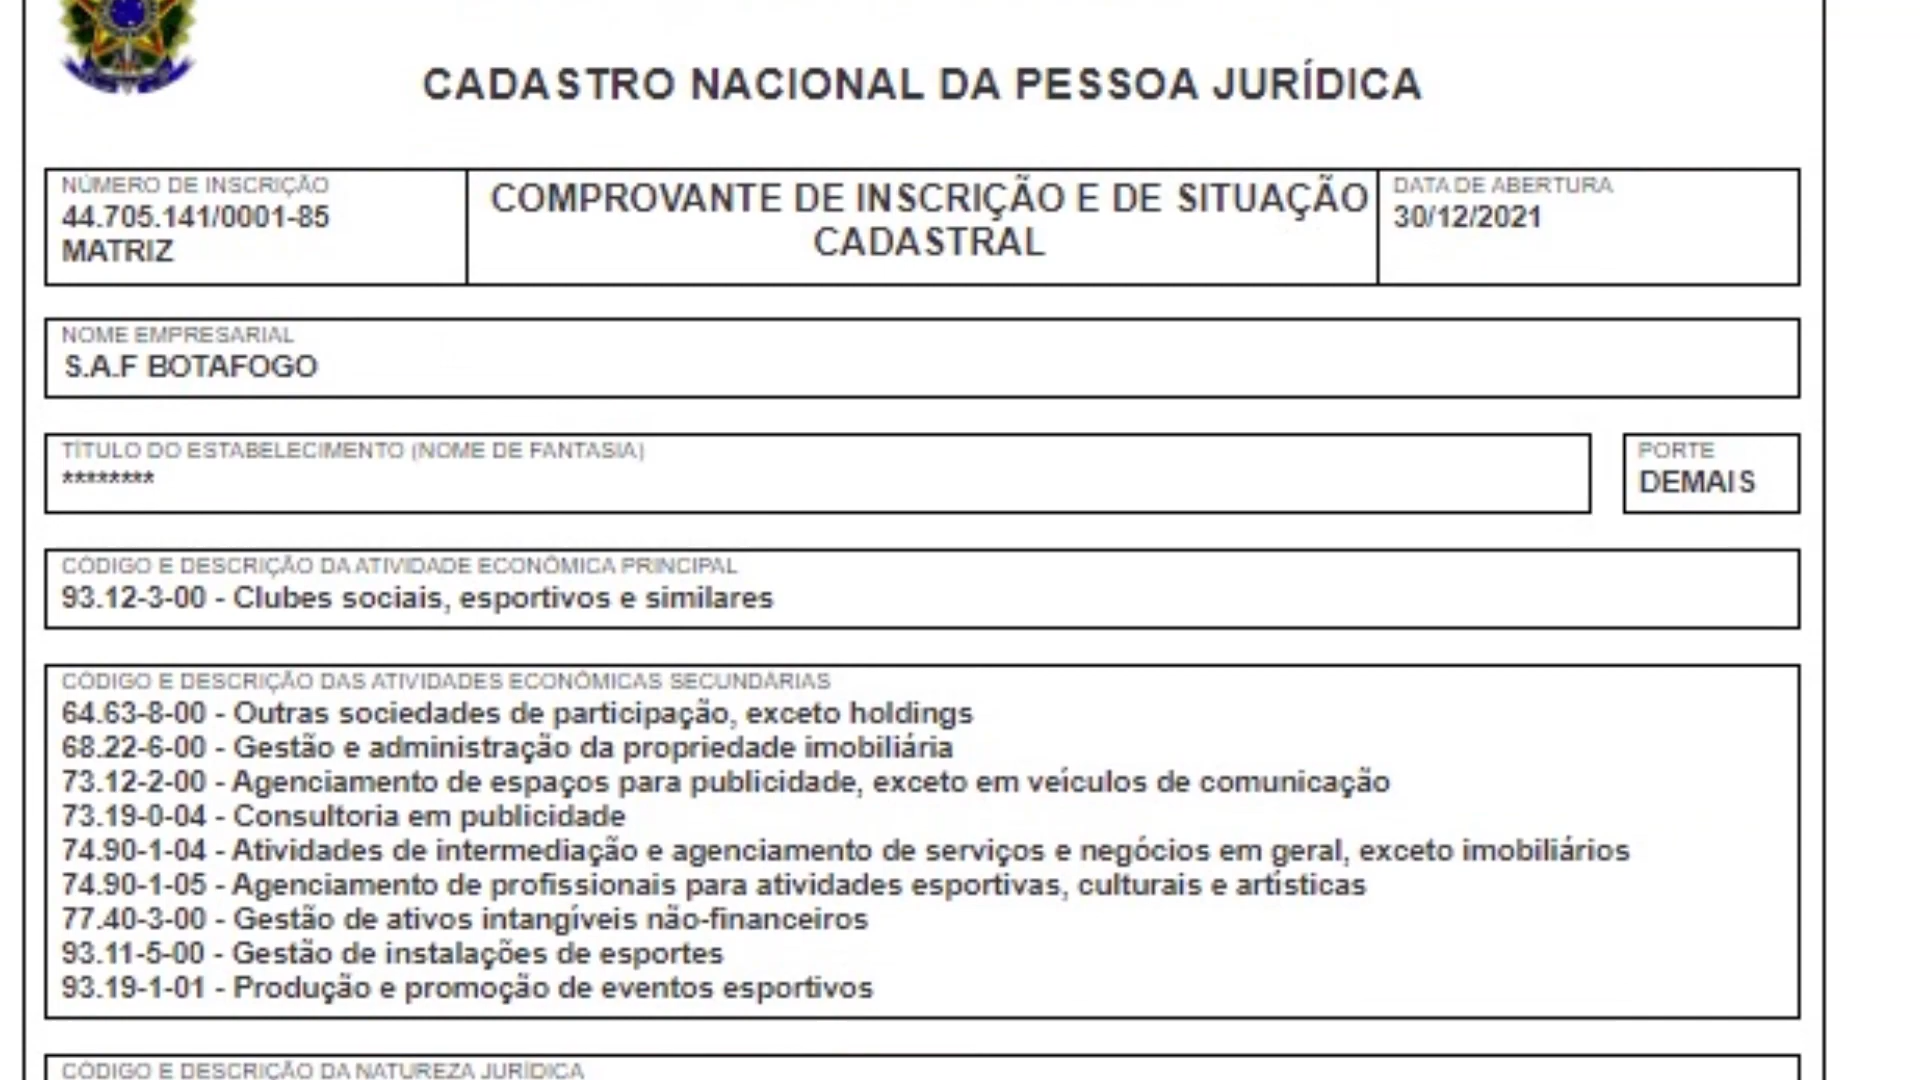 CADASTRO NACIONAL DA PESSOA JURÍDICA
NÚMERO DE INSCRIÇÃO
44.705.141/0001-85
MATRIZ
COMPROVANTE DE INSCRIÇÃO E DE SITUAÇÃO
CADASTRAL
DATA DE ABERTURA
30/12/2021
NOME EMPRESARIAL
S.A.F BOTAFOGO
TÍTULO DO ESTABELECIMENTO (NOME DE FANTASIA)
********
PORTE
DEMAIS
CÓDIGO E DESCRIÇÃO DA ATIVIDADE ECONÔMICA PRINCIPAL
93.12-3-00 - Clubes sociais, esportivos e similares
CÓDIGO E DESCRIÇÃO DAS ATIVIDADES ECONÔMICAS SECUNDÁRIAS
64.63-8-00 - Outras sociedades de participação, exceto holdings
68.22-6-00 - Gestão e administração da propriedade imobiliária
73.12-2-00 - Agenciamento de espaços para publicidade, exceto em veículos de comunicação
73.19-0-04 - Consultoria em publicidade
74.90-1-04 - Atividades de intermediação e agenciamento de serviços e negócios em geral, exceto imobiliários
74.90-1-05 - Agenciamento de profissionais para atividades esportivas, culturais e artísticas
77.40-3-00 - Gestão de ativos intangíveis não-financeiros
93.11-5-00 - Gestão de instalações de esportes
93.19-1-01 - Produção e promoção de eventos esportivos
CÓDIGO E DESCRIÇÃO DA NATUREZA JURÍDICA